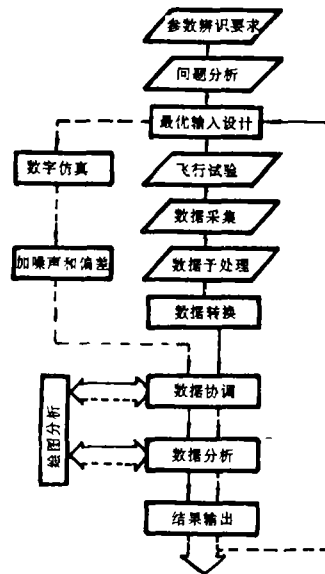 参数辨识要求
问题分析
最优输入设计
数字仿真
飞行试验
数据采集
加噪声和偏差
数据予处理
数据转换
绘图分析
数据协调
数据分析
结果输出